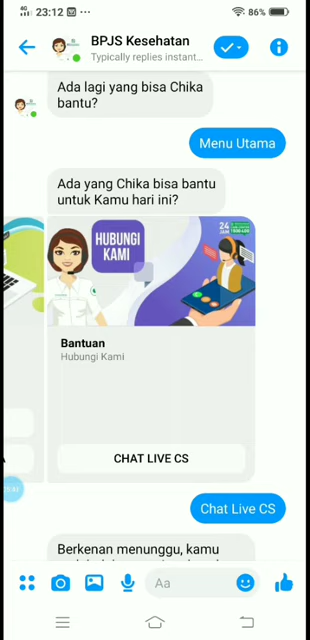 4G 23:12 86%
BPJS Kesehatan
Typically replies instant...
Ada lagi yang bisa Chika
bantu?
Menu Utama
Ada yang Chika bisa bantu
untuk Kamu hari ini?
HUBUNGI
KAMI
24
JAM
Bantuan
Hubungi Kami
CHAT LIVE CS
Chat Live CS
Berkenan menunggu, kamu
Aa